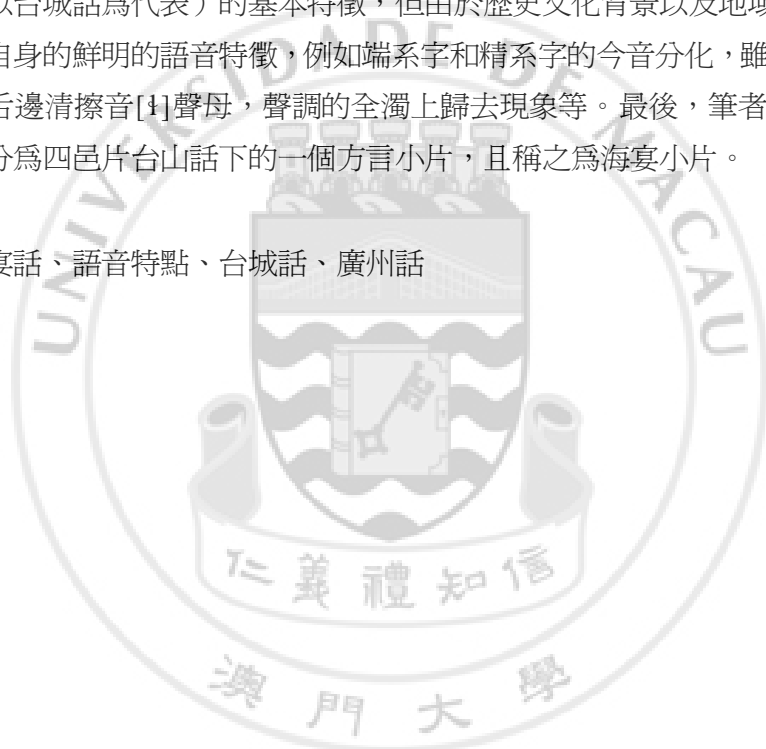 以台城話爲代表）的基本特徵，但由於歷史文化背景以及地域
自身的鮮明的語音特徵，例如端系字和精系字的今音分化，雖
舌邊清擦音[ɬ]聲母，聲調的全濁上歸去現象等。最後，筆者
分爲四邑片台山話下的一個方言小片，且稱之爲海宴小片。
宴話、語音特點、台城話、廣州話
UNIVERSIDADE DE MACAU
仁義禮知信
澳門大學